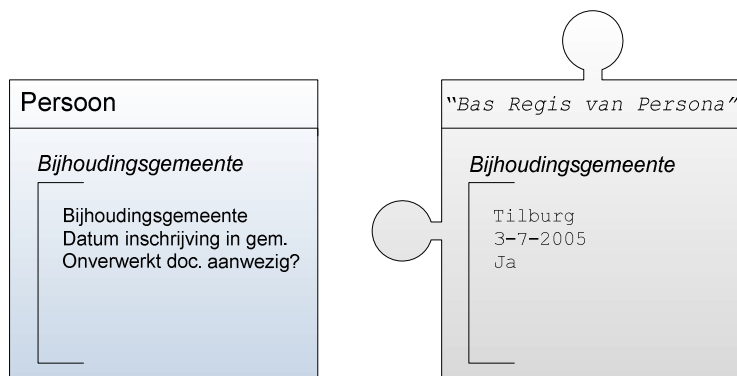 Persoon
Bijhoudingsgemeente
Bijhoudingsgemeente
Datum inschrijving in gem.
Onverwerkt doc. aanwezig?
"Bas Regis van Persona"
Bijhoudingsgemeente
Tilburg
3-7-2005
Ja